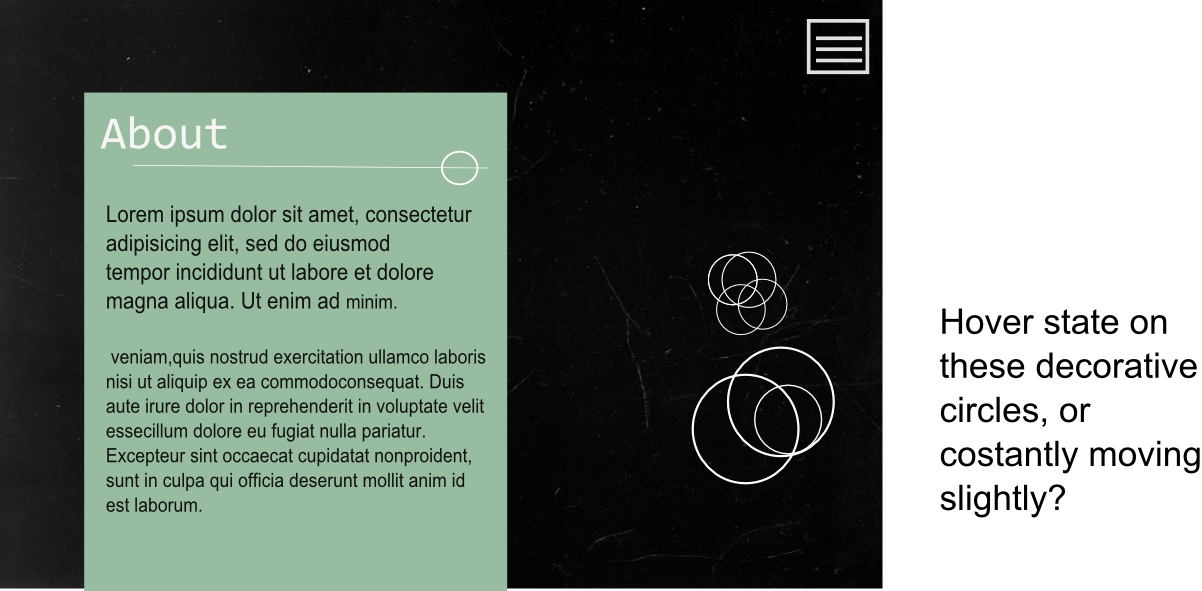 About
Lorem ipsum dolor sit amet, consectetur
adipisicing elit, sed do eiusmod
tempor incididunt ut labore et dolore
magna aliqua. Ut enim ad minim.
veniam,quis nostrud exercitation ullamco laboris
nisi ut aliquip ex ea commodoconsequat. Duis
aute irure dolor in reprehenderit in voluptate velit
essecillum dolore eu fugiat nulla pariatur.
Excepteur sint occaecat cupidatat nonproident,
sunt in culpa qui officia deserunt mollit anim id
est laborum.
Hover state on
these decorative
circles, or
costantly moving
slightly?